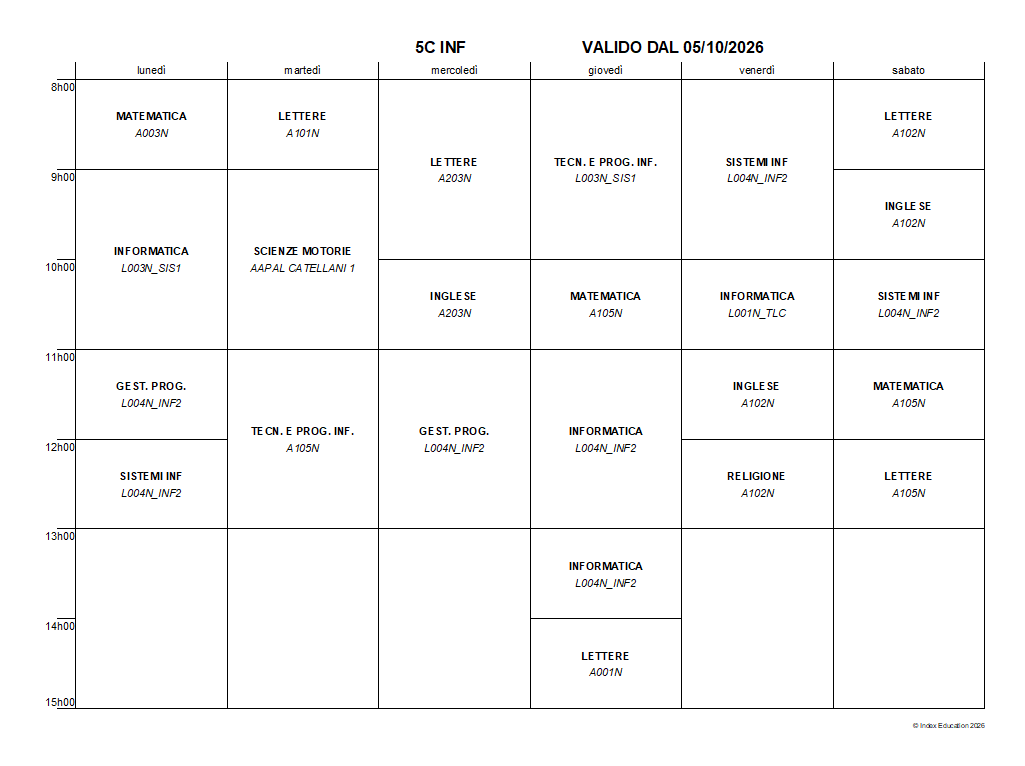 5C INF VALIDO DAL 05/10/2026
lunedì martedì mercoledì giovedì venerdì sabato
8h00
MATEMATICA
A003N
LETTERE
A101N
LETTERE
A203N
TECN. E PROG. INF.
L003N_SIS1
SISTEMI INF
L004N_INF2
LETTERE
A102N
9h00
INFORMATICA
L003N_SIS1
SCIENZE MOTORIE
AAPAL CATELLANI 1
INGLESE
A102N
10h00
INGLESE
A203N
MATEMATICA
A105N
INFORMATICA
L001N_TLC
SISTEMI INF
L004N_INF2
11h00
GEST. PROG.
L004N_INF2
TECN. E PROG. INF.
A105N
GEST. PROG.
L004N_INF2
INFORMATICA
L004N_INF2
INGLESE
A102N
MATEMATICA
A105N
12h00
SISTEMI INF
L004N_INF2
RELIGIONE
A102N
LETTERE
A105N
13h00
INFORMATICA
L004N_INF2
14h00
LETTERE
A001N
15h00
© Index Education 2026